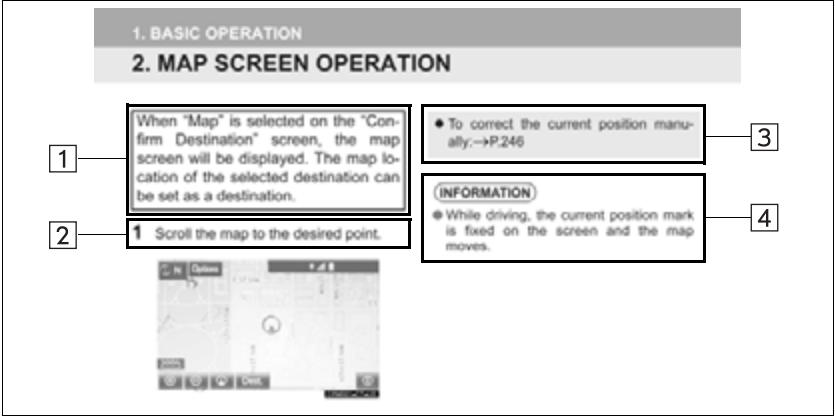 1. BASIC OPERATION
2. MAP SCREEN OPERATION
When “Map” is selected on the “Con-
firm Destination” screen, the map
screen will be displayed. The map lo-
cation of the selected destination can
be set as a destination.
1 Scroll the map to the desired point.
N Options
Dest.
● To correct the current position manu-
ally:→P.246
INFORMATION
● While driving, the current position mark
is fixed on the screen and the map
moves.
1
2
3
4